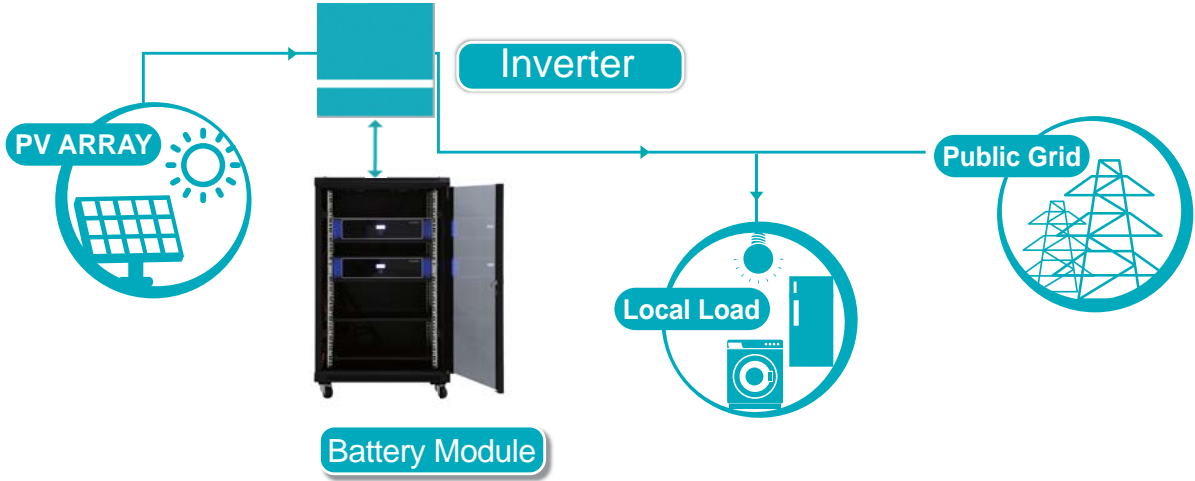 Inverter
PV ARRAY
Public Grid
Local Load
Battery Module